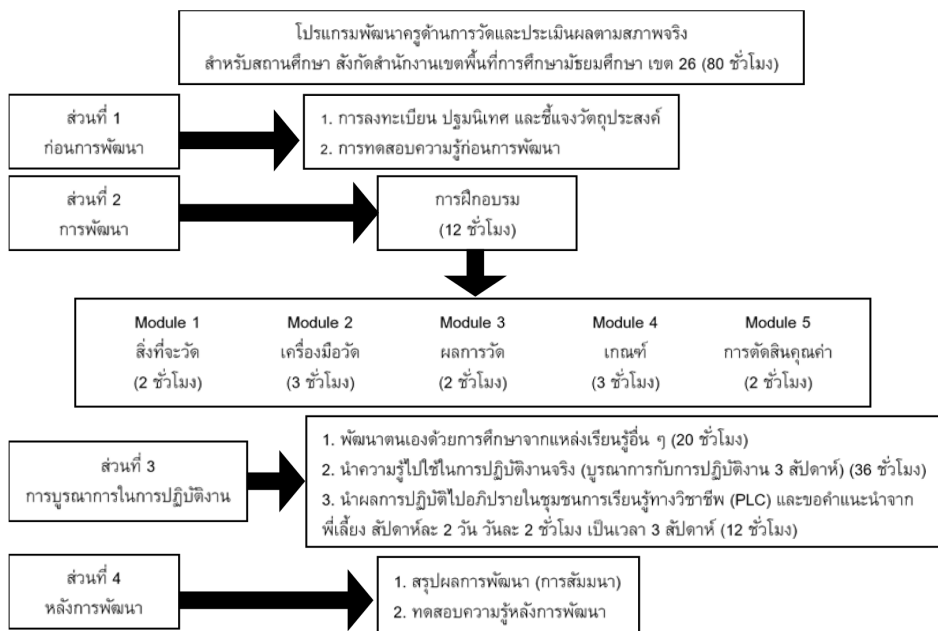 โปรแกรมพัฒนาครูด้านการวัดและประเมินผลตามสภาพจริง
สำหรับสถานศึกษา สังกัดสำนักงานเขตพื้นที่การศึกษามัธยมศึกษา เขต 26 (80 ชั่วโมง)
ส่วนที่ 1
ก่อนการพัฒนา
1. การลงทะเบียน ปฐมนิเทศ และชี้แจงวัตถุประสงค์
2. การทดสอบความรู้ก่อนการพัฒนา
ส่วนที่ 2
การพัฒนา
การฝึกอบรม
(12 ชั่วโมง)
Module 1
สิ่งที่จะวัด
(2 ชั่วโมง)
Module 2
เครื่องมือวัด
(3 ชั่วโมง)
Module 3
ผลการวัด
(2 ชั่วโมง)
Module 4
เกณฑ์
(3 ชั่วโมง)
Module 5
การตัดสินคุณค่า
(2 ชั่วโมง)
ส่วนที่ 3
การบูรณาการในการปฏิบัติงาน
1. พัฒนาตนเองด้วยการศึกษาจากแหล่งเรียนรู้อื่น ๆ (20 ชั่วโมง)
2. นำความรู้ไปใช้ในการปฏิบัติงานจริง (บูรณาการกับการปฏิบัติงาน 3 สัปดาห์) (36 ชั่วโมง)
3. นำผลการปฏิบัติไปอภิปรายในชุมชนการเรียนรู้ทางวิชาชีพ (PLC) และขอคำแนะนำจาก
พี่เลี้ยง สัปดาห์ละ 2 วัน วันละ 2 ชั่วโมง เป็นเวลา 3 สัปดาห์ (12 ชั่วโมง)
ส่วนที่ 4
หลังการพัฒนา
1. สรุปผลการพัฒนา (การสัมมนา)
2. ทดสอบความรู้หลังการพัฒนา